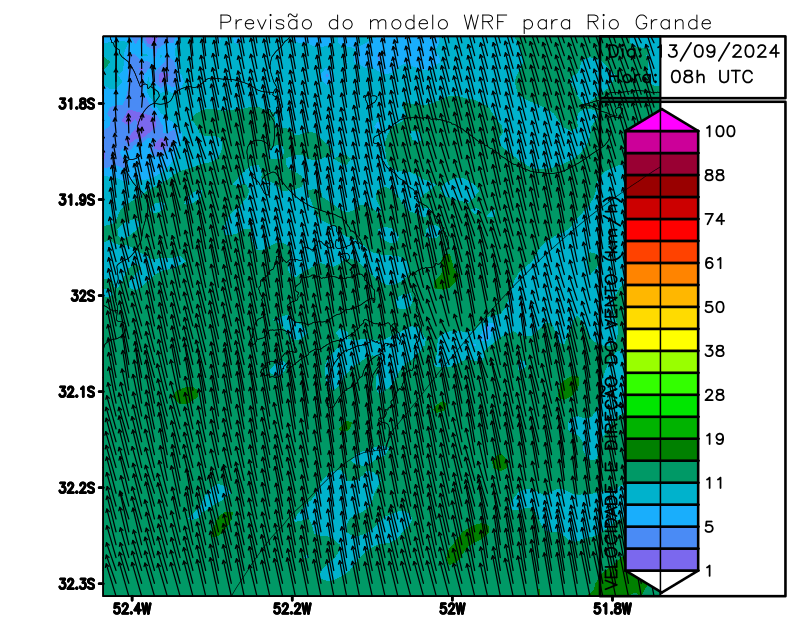 Previsão do modelo WRF para Rio Grande
Dia: 13/09/2024
Hora: 08h UTC
31.8S
31.9S
32S
32.1S
32.2S
32.3S
52.4W
52.2W
52W
51.8W
VELOCIDADE E DIREÇÃO DO VENTO (km/h)
100
88
74
61
50
38
28
19
11
5
1